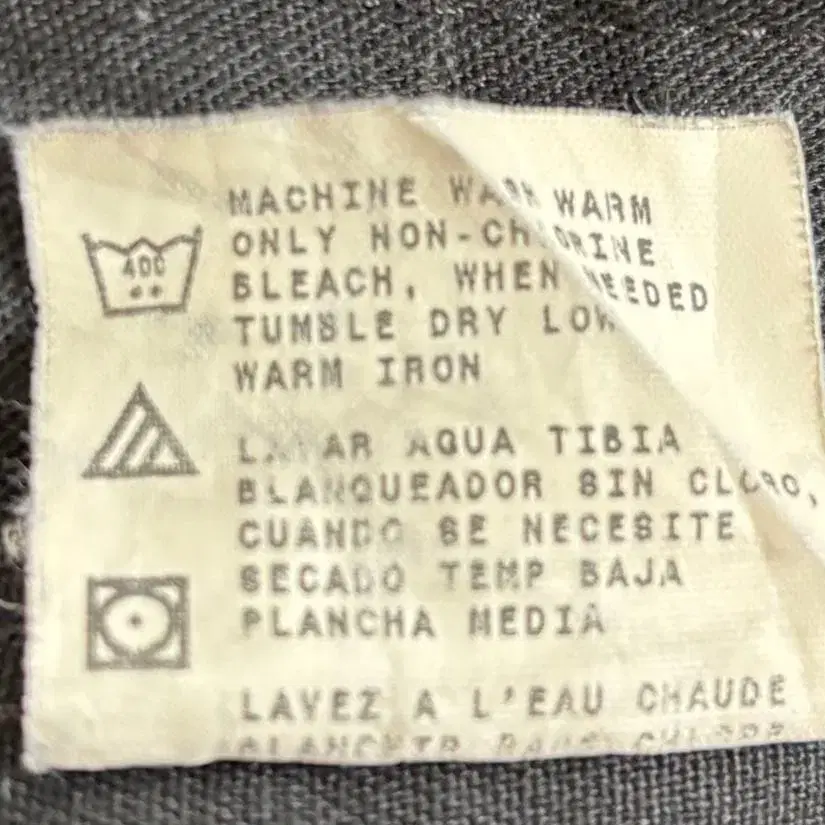 MACHINE WASH WARM
ONLY NON-CHLORINE
BLEACH, WHEN NEEDED
TUMBLE DRY LOW
WARM IRON
LAVAR AGUA TIBIA
BLANQUEADOR SIN CLORO,
CUANDO SE NECESITE
SECADO TEMP BAJA
PLANCHA MEDIA
LAVEZ A L'EAU CHAUDE
40C